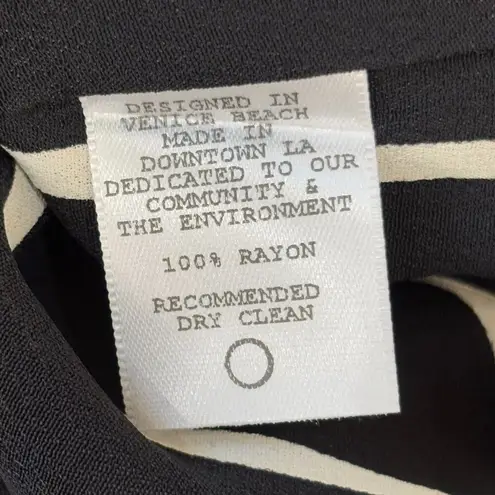 DESIGNED IN
VENICE BEACH
MADE IN
DOWNTOWN LA
DEDICATED TO OUR
COMMUNITY &
THE ENVIRONMENT
100% RAYON
RECOMMENDED
DRY CLEAN